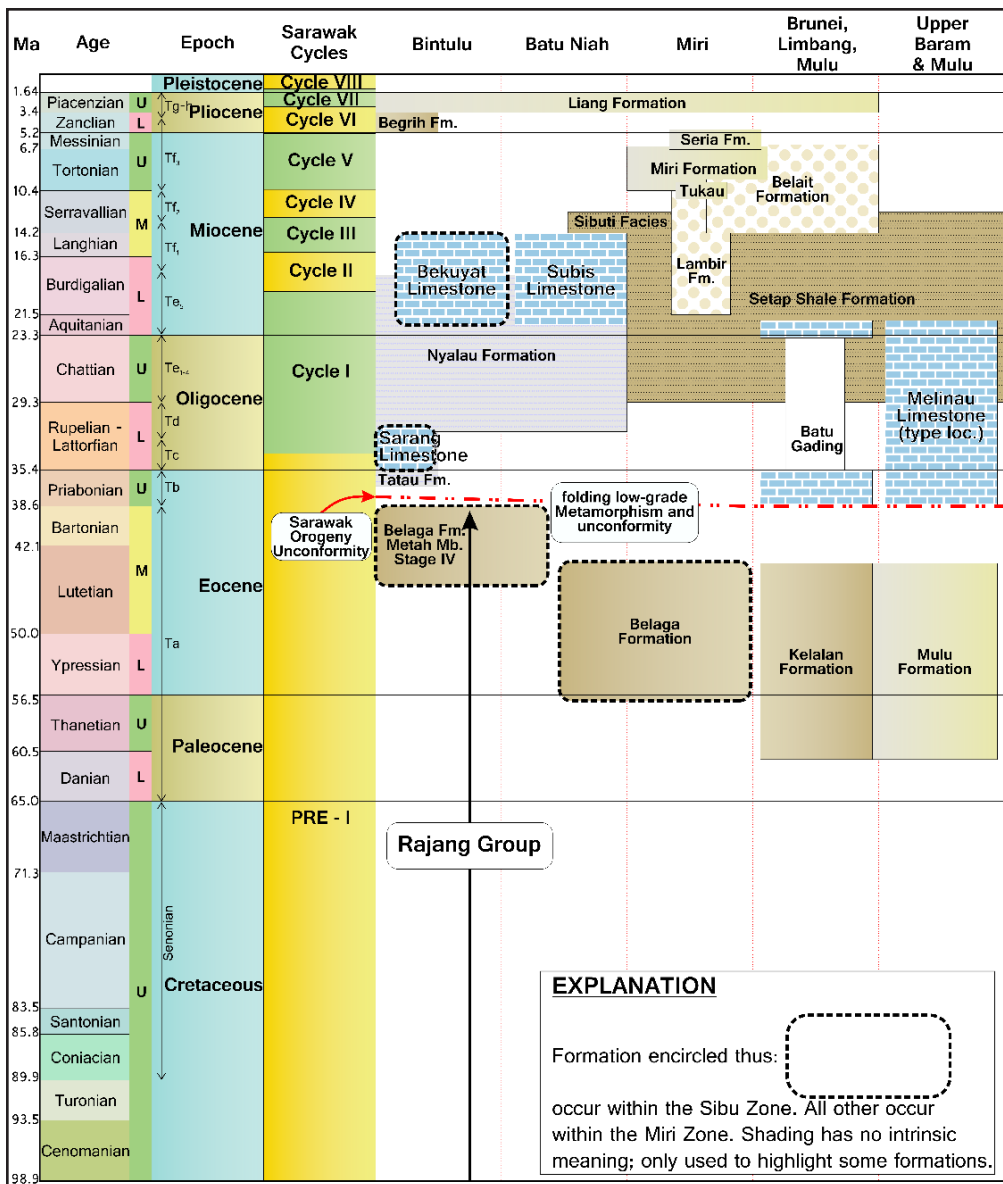 Ma
Age
Epoch
Sarawak
Cycles
Bintulu
Batu Niah
Miri
Brunei,
Limbang,
Mulu
Upper
Baram
& Mulu
1.64
3.4
5.2
6.7
10.4
14.2
16.3
21.5
23.3
29.3
35.4
38.6
42.1
50.0
56.5
60.5
65.0
71.3
83.5
85.8
89.9
93.5
98.9
Piacenzian
Zanclian
Messinian
Tortonian
Serravallian
Langhian
Burdigalian
Aquitanian
Chattian
Rupelian -
Lattorfian
Priabonian
Bartonian
Lutetian
Ypressian
Thanetian
Danian
Maastrichtian
Campanian
Santonian
Coniacian
Turonian
Cenomanian
U
L
U
M
L
U
L
U
M
L
U
L
U
Pleistocene
Pliocene
Miocene
Oligocene
Eocene
Paleocene
Cretaceous
Tg-h
Tf₃
Tf₂
Tf₁
Te₅
Te₁₋₄
Td
Tc
Tb
Ta
Senonian
Cycle VIII
Cycle VII
Cycle VI
Cycle V
Cycle IV
Cycle III
Cycle II
Cycle I
PRE - I
Liang Formation
Begrih Fm.
Seria Fm.
Miri Formation
Tukau
Belait
Formation
Sibuti Facies
Bekuyat
Limestone
Subis
Limestone
Lambir
Fm.
Setap Shale Formation
Nyalau Formation
Melinau
Limestone
(type loc.)
Batu
Gading
Sarang
Limestone
Tatau Fm.
Sarawak
Orogeny
Unconformity
folding low-grade
Metamorphism and
unconformity
Belaga Fm.
Metah Mb.
Stage IV
Belaga
Formation
Kelalan
Formation
Mulu
Formation
Rajang Group
EXPLANATION
Formation encircled thus:
occur within the Sibu Zone. All other occur
within the Miri Zone. Shading has no intrinsic
meaning; only used to highlight some formations.